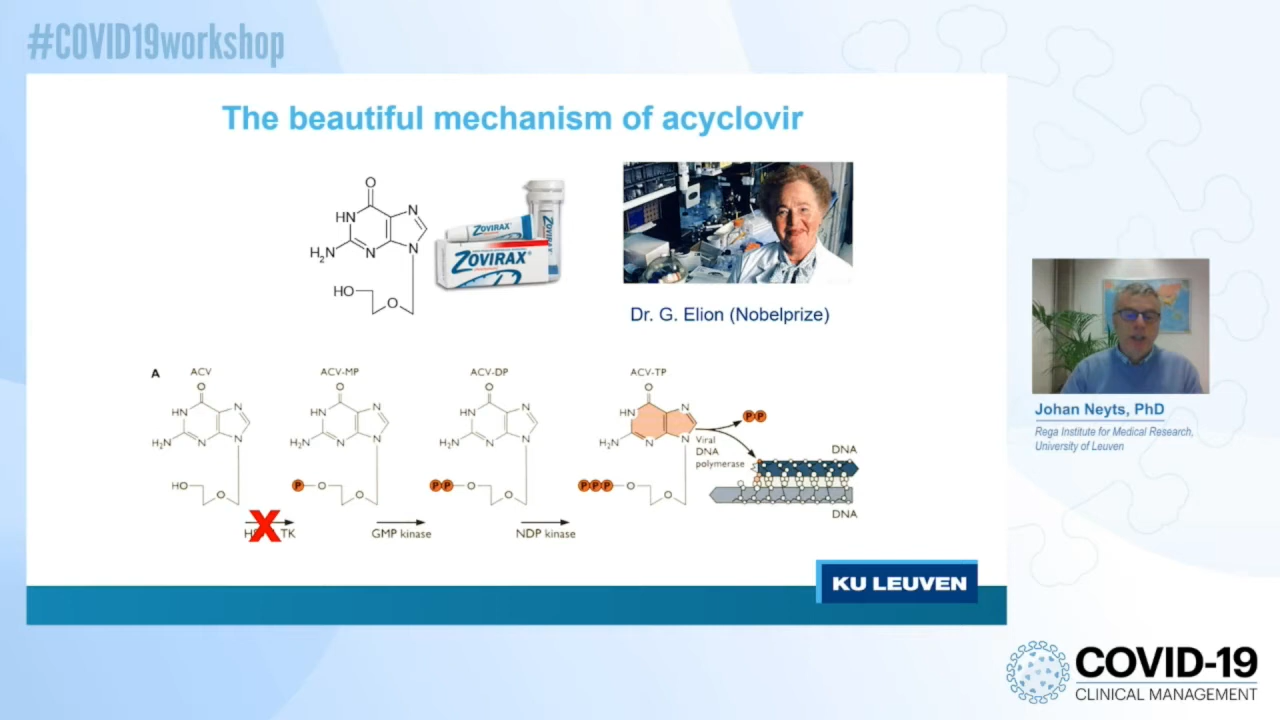 #COVID19workshop
The beautiful mechanism of acyclovir
O
HN
N
H2N
N
N
HO
O
ZOVIRAX
ZOVIRAX
Dr. G. Elion (Nobelprize)
A
ACV
ACV-MP
ACV-DP
ACV-TP
O
O
O
O
HN
N
HN
N
HN
N
HN
N
P P
H2N
N
N
H2N
N
N
H2N
N
N
H2N
N
N
Viral
DNA
polymerase
DNA
HO
O
P
O
O
P P
O
O
P P P
O
O
DNA
TK
GMP kinase
NDP kinase
KU LEUVEN
Johan Neyts, PhD
Rega Institute for Medical Research,
University of Leuven
COVID-19
CLINICAL MANAGEMENT